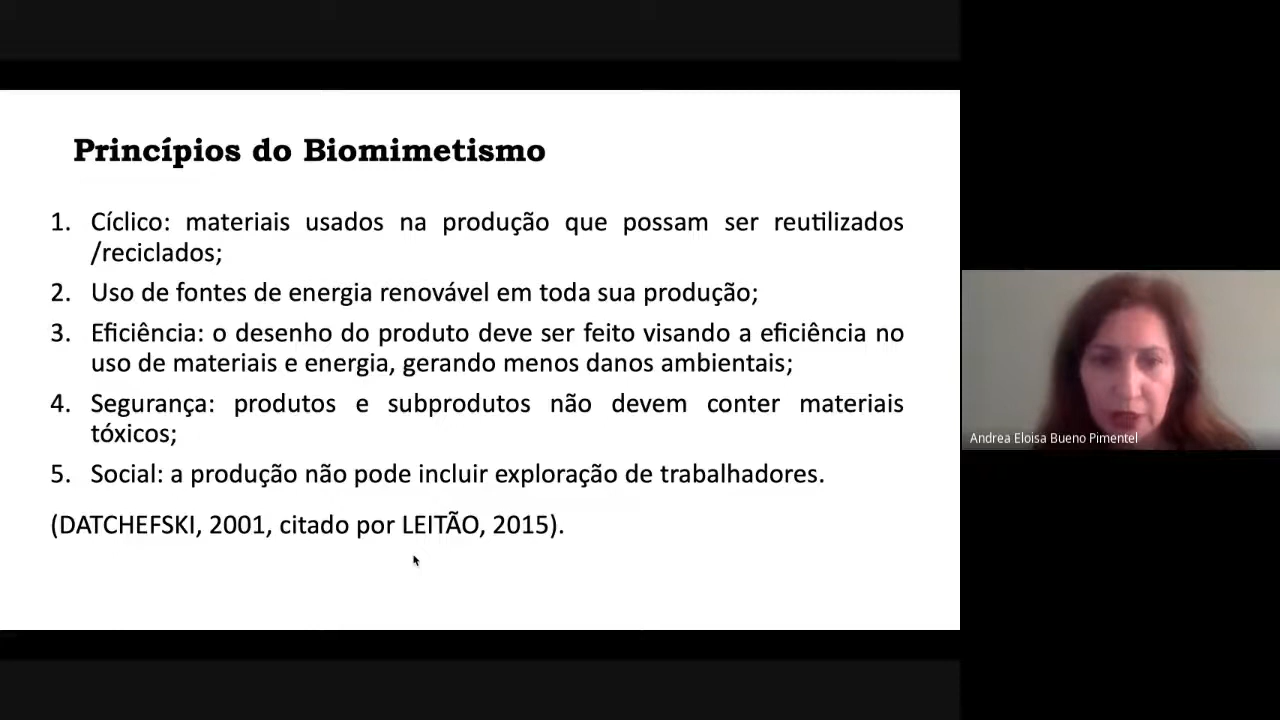 Princípios do Biomimetismo
1. Cíclico: materiais usados na produção que possam ser reutilizados
/reciclados;
2. Uso de fontes de energia renovável em toda sua produção;
3. Eficiência: o desenho do produto deve ser feito visando a eficiência no
uso de materiais e energia, gerando menos danos ambientais;
4. Segurança: produtos e subprodutos não devem conter materiais
tóxicos;
5. Social: a produção não pode incluir exploração de trabalhadores.
(DATCHEFSKI, 2001, citado por LEITÃO, 2015).
Andrea Eloisa Bueno Pimentel